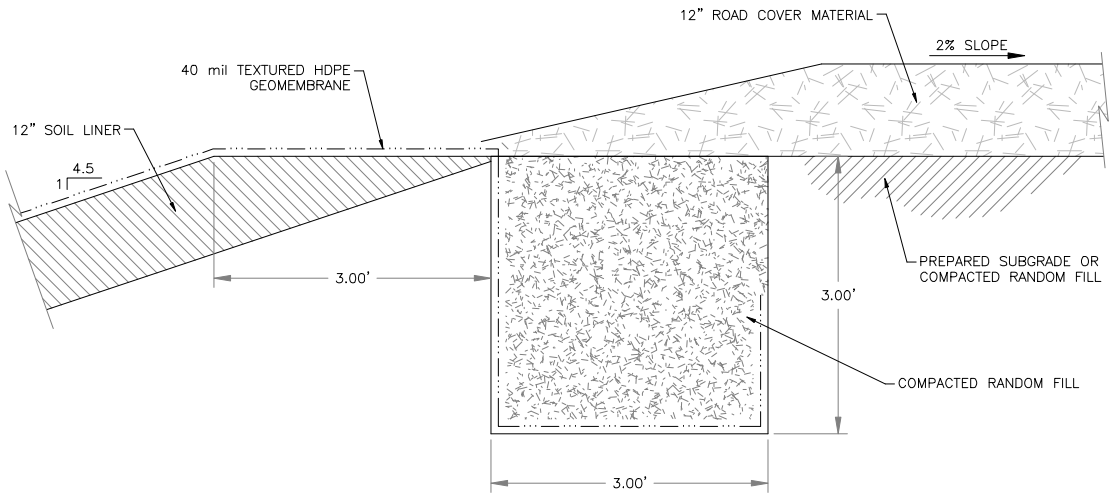 12” ROAD COVER MATERIAL
2% SLOPE
40 mil TEXTURED HDPE
GEOMEMBRANE
12” SOIL LINER
4.5
1
3.00’
3.00’
PREPARED SUBGRADE OR
COMPACTED RANDOM FILL
COMPACTED RANDOM FILL
3.00’